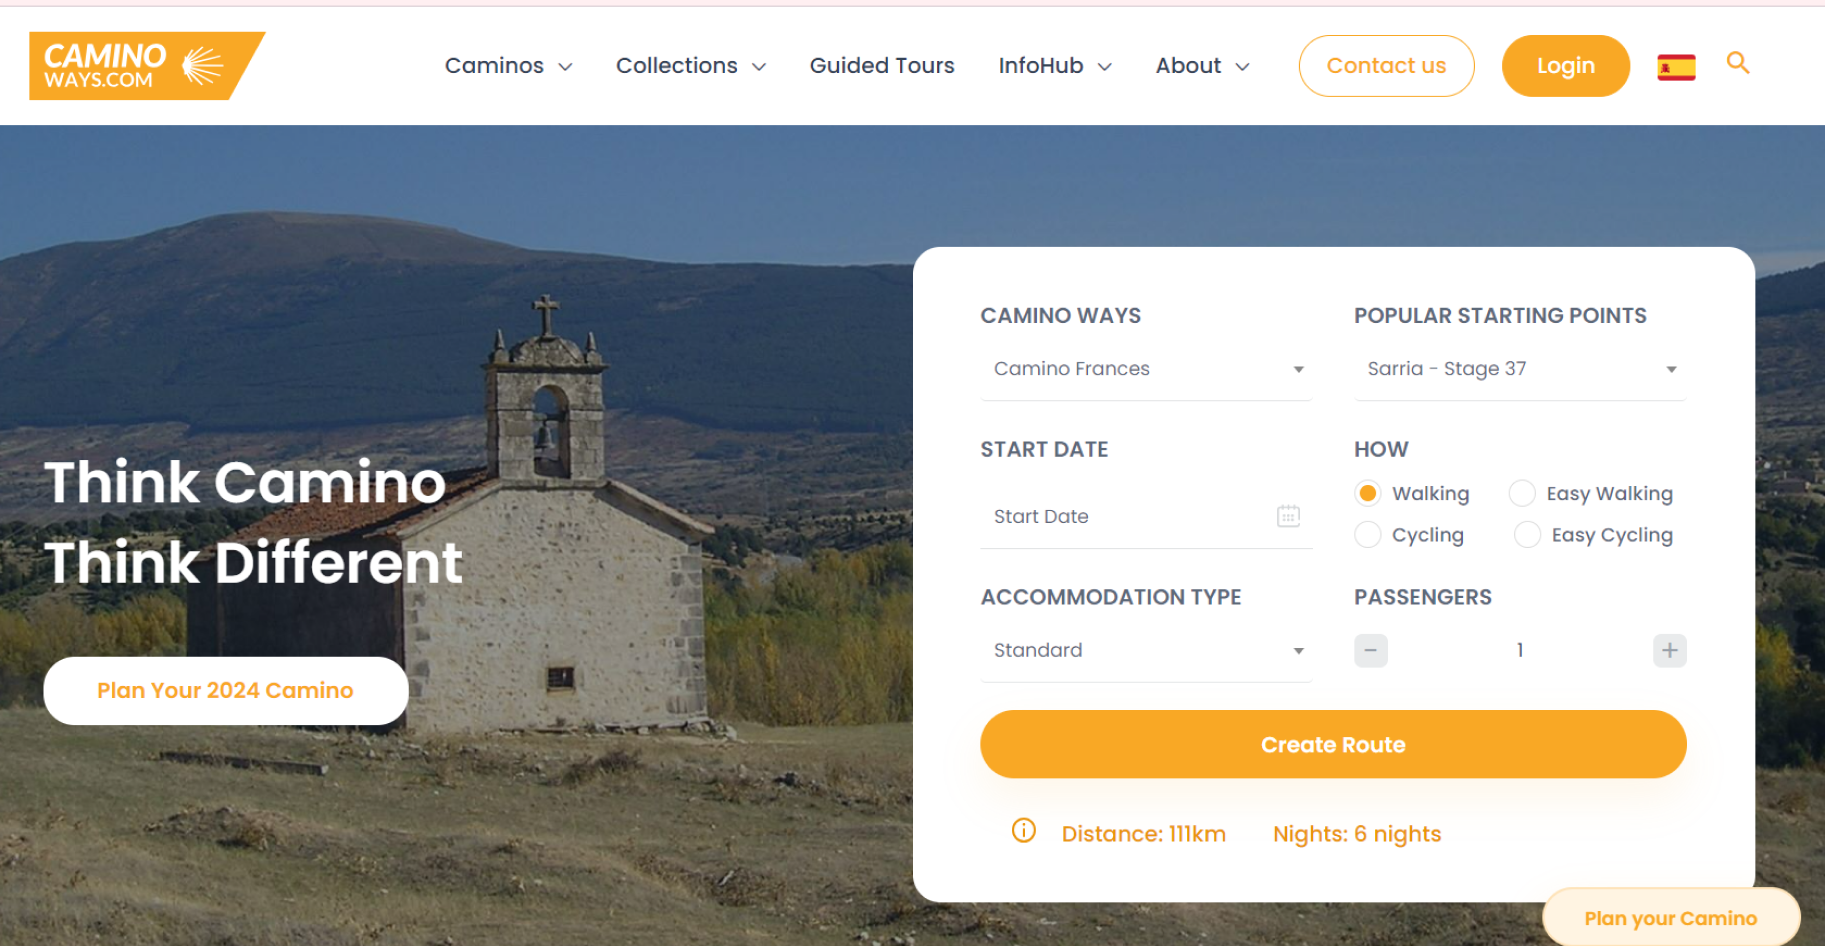 CAMINO
WAYS.COM
Caminos
Collections
Guided Tours
InfoHub
About
Contact us
Login
Think Camino
Think Different
Plan Your 2024 Camino
CAMINO WAYS
POPULAR STARTING POINTS
Camino Frances
Sarria - Stage 37
START DATE
HOW
Start Date
Walking
Easy Walking
Cycling
Easy Cycling
ACCOMMODATION TYPE
PASSENGERS
Standard
− 1 +
Create Route
Distance: 111km
Nights: 6 nights
Plan your Camino